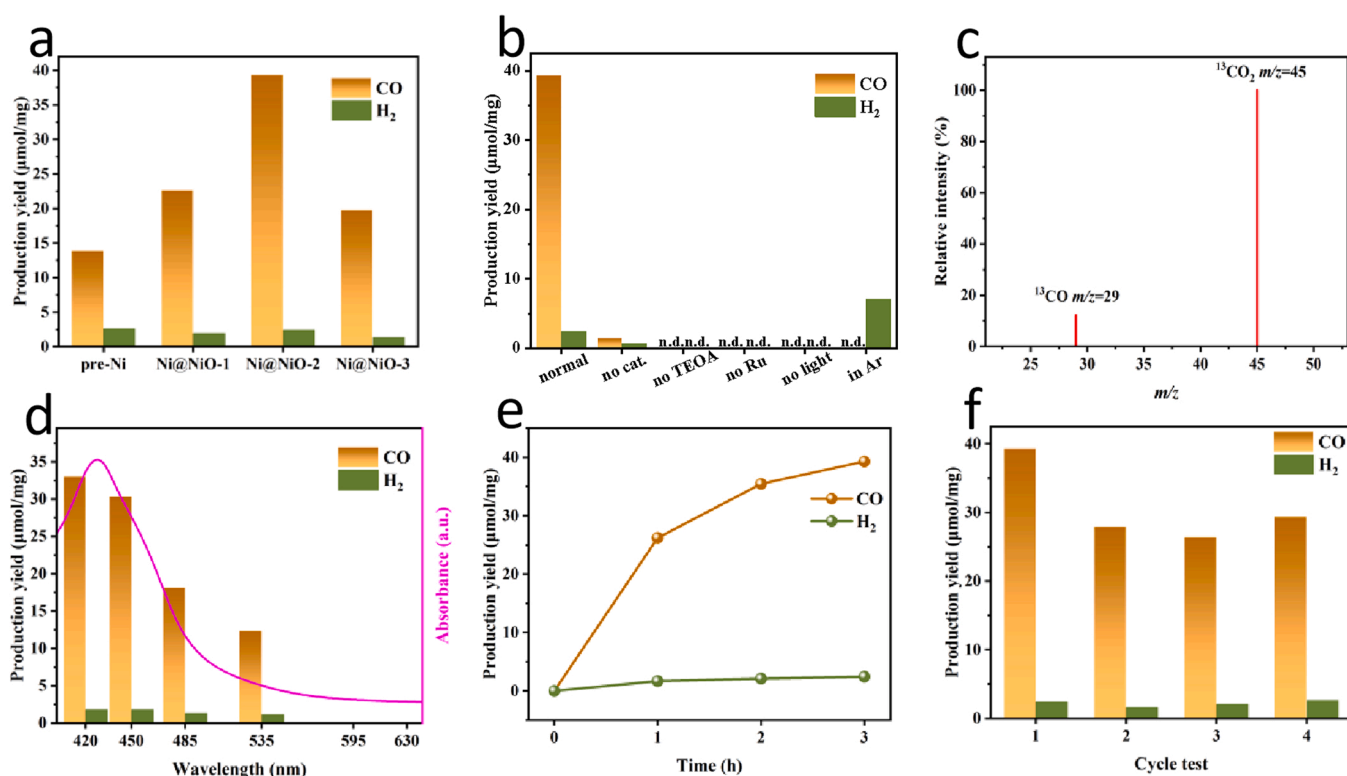 a
Production yield (μmol/mg)
40
35
30
25
20
15
10
5
0
CO
H₂
pre-Ni Ni@NiO-1 Ni@NiO-2 Ni@NiO-3
b
Production yield (μmol/mg)
40
30
20
10
0
CO
H₂
n.d. n.d. n.d. n.d. n.d. n.d. n.d.
normal no cat. no TEOA no Ru no light in Ar
c
Relative intensity (%)
100
80
60
40
20
0
¹³CO₂ m/z=45
¹³CO m/z=29
25 30 35 40 45 50
m/z
d
Production yield (μmol/mg)
35
30
25
20
15
10
5
0
CO
H₂
Absorbance (a.u.)
420 450 485 535 595 630
Wavelength (nm)
e
Production yield (μmol/mg)
40
30
20
10
0
CO
H₂
0 1 2 3
Time (h)
f
Production yield (μmol/mg)
40
30
20
10
0
CO
H₂
1 2 3 4
Cycle test